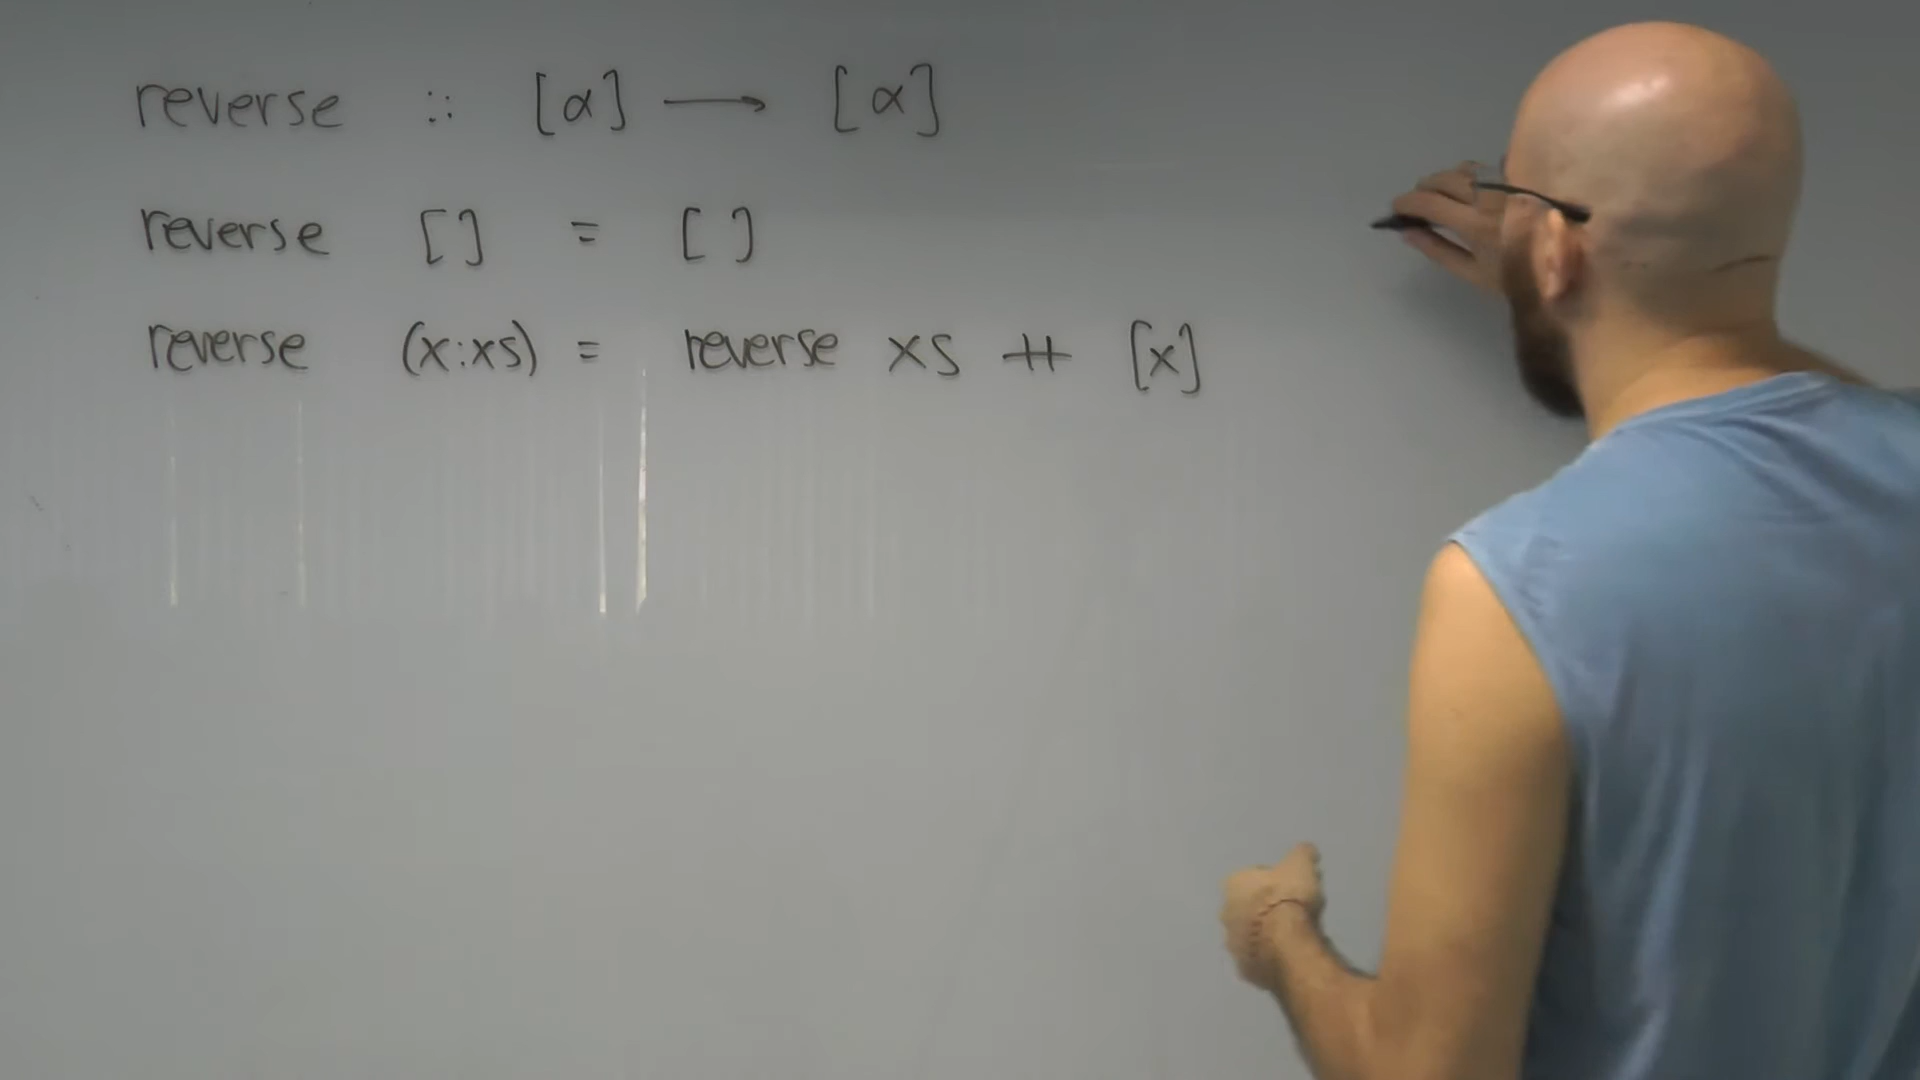 reverse :: [α] → [α]
reverse [] = []
reverse (x:xs) = reverse xs ++ [x]